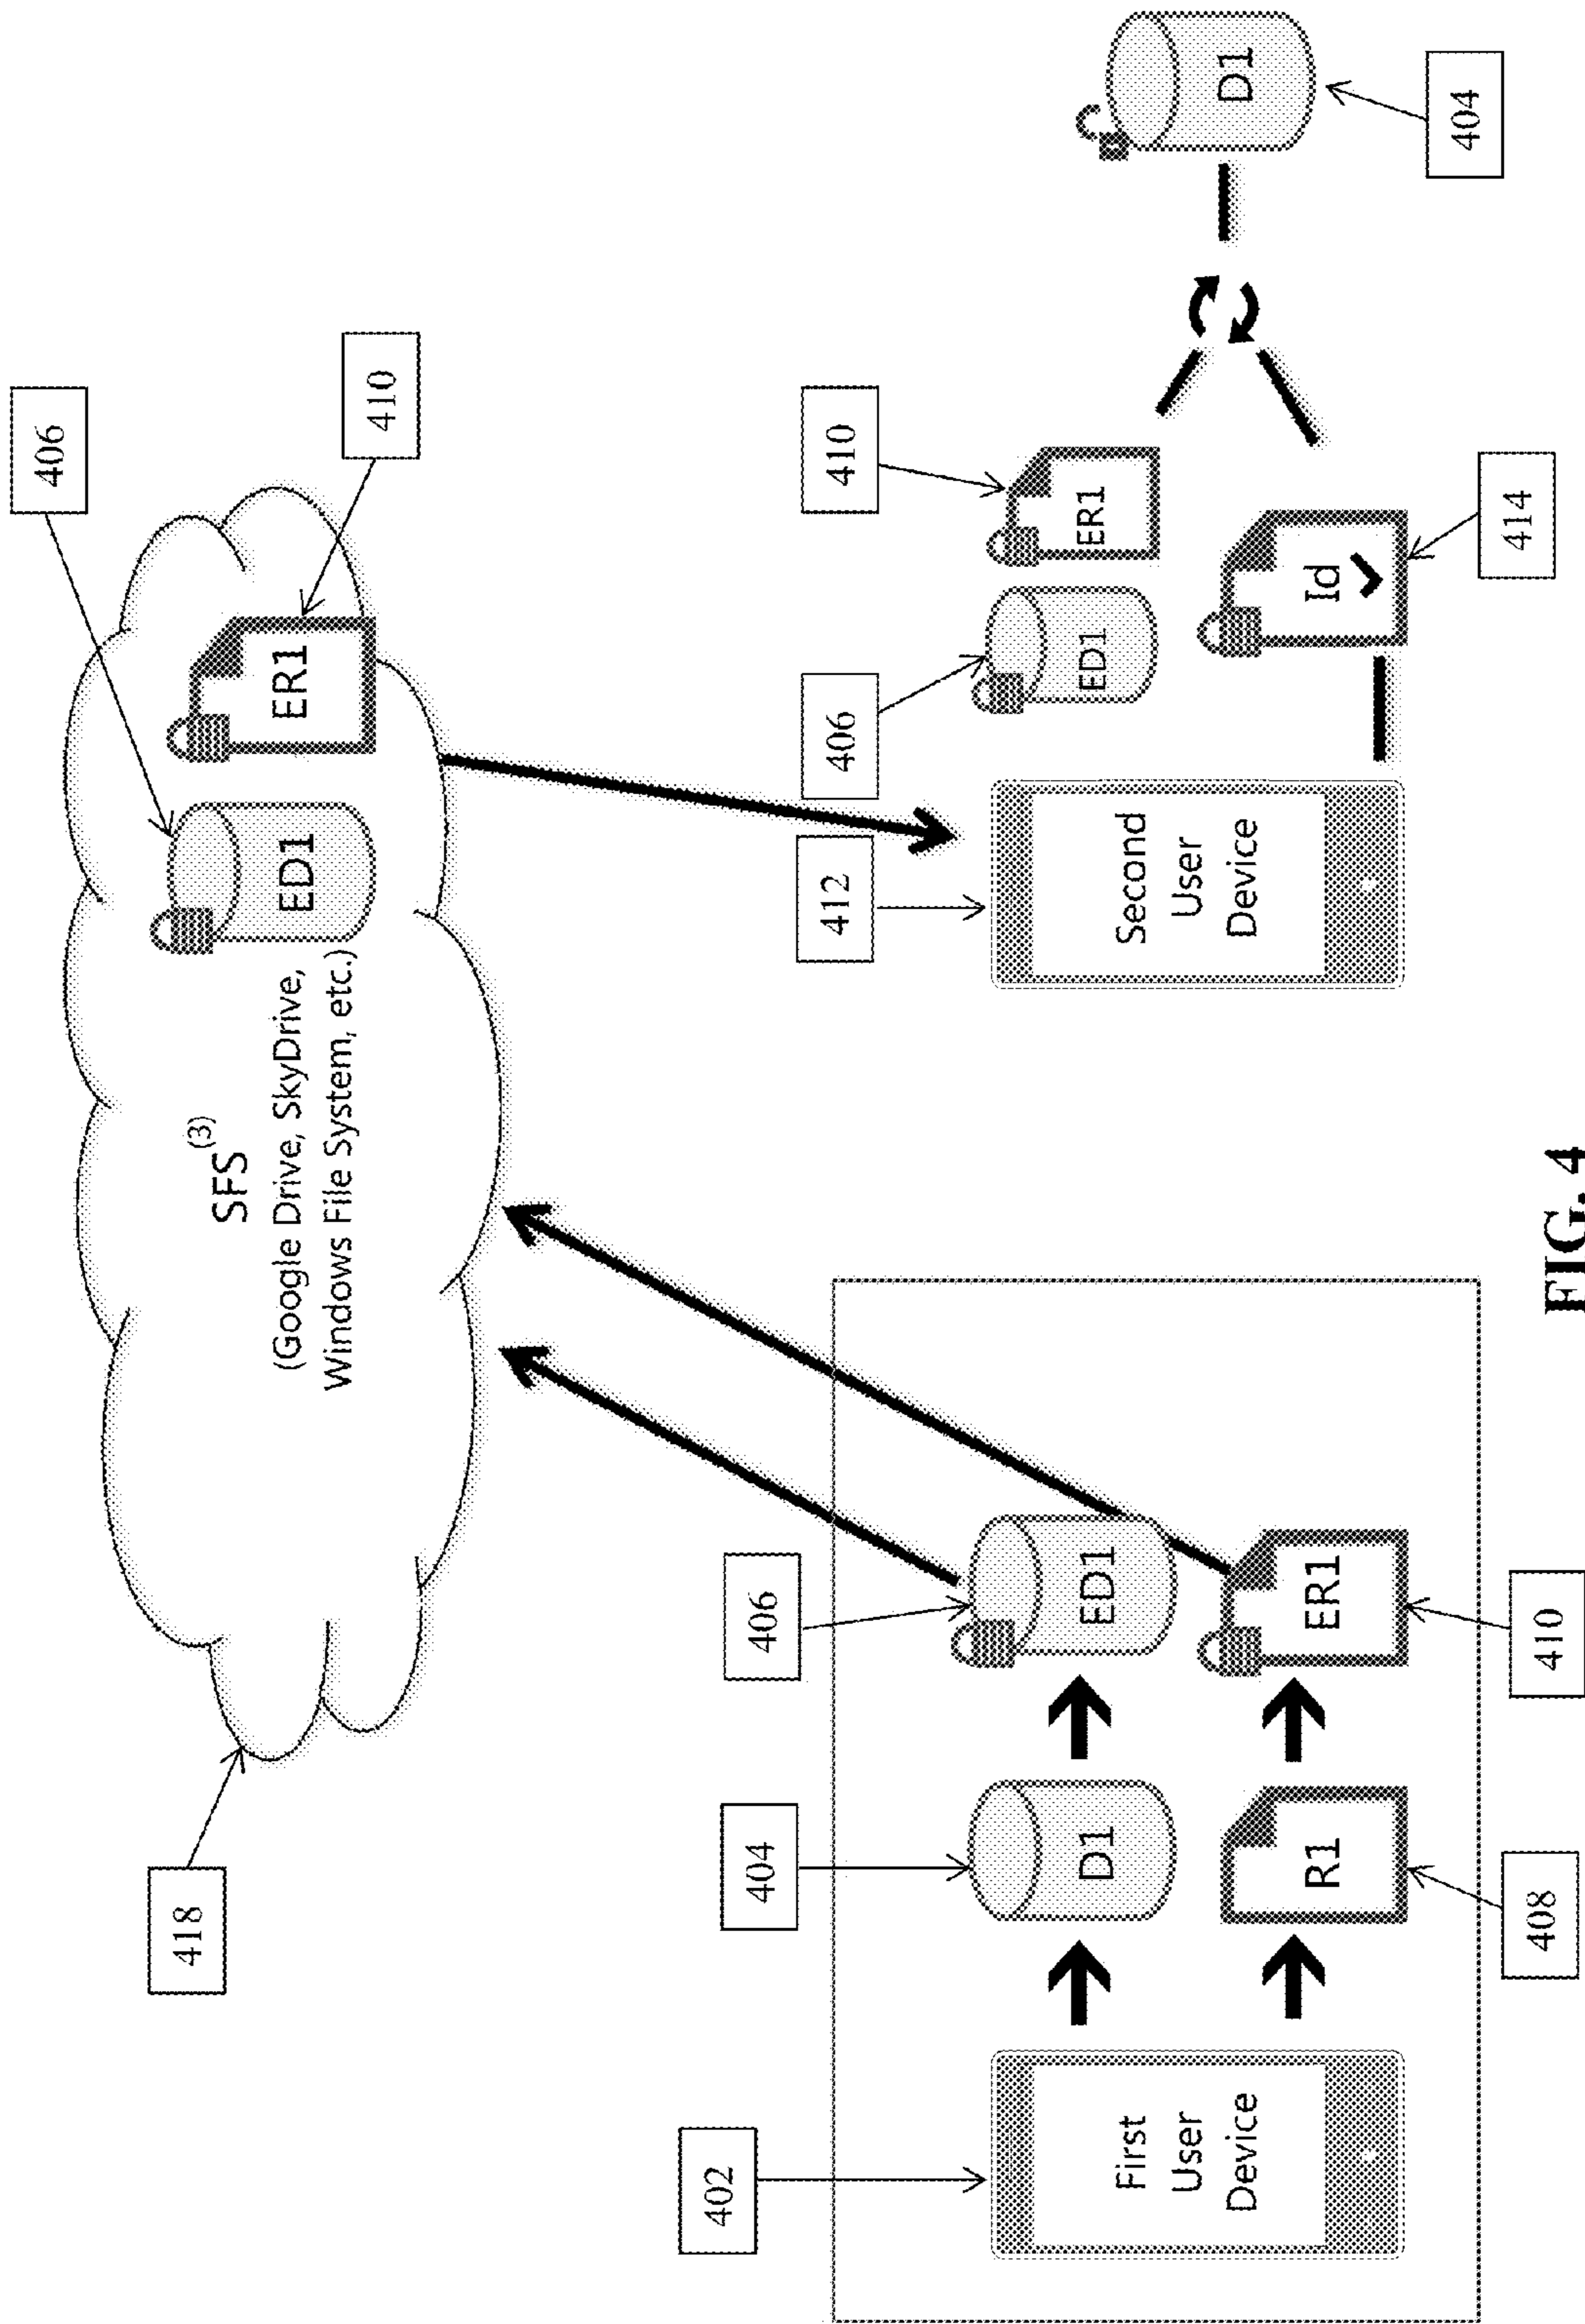 418
406
410
SFS(3)
(Google Drive, SkyDrive,
Windows File System, etc.)
ED1
ER1
402
404
406
412
406
410
First
User
Device
D1
ED1
R1
ER1
408
410
Second
User
Device
ED1
ER1
Id
414
D1
404
FIG. 4